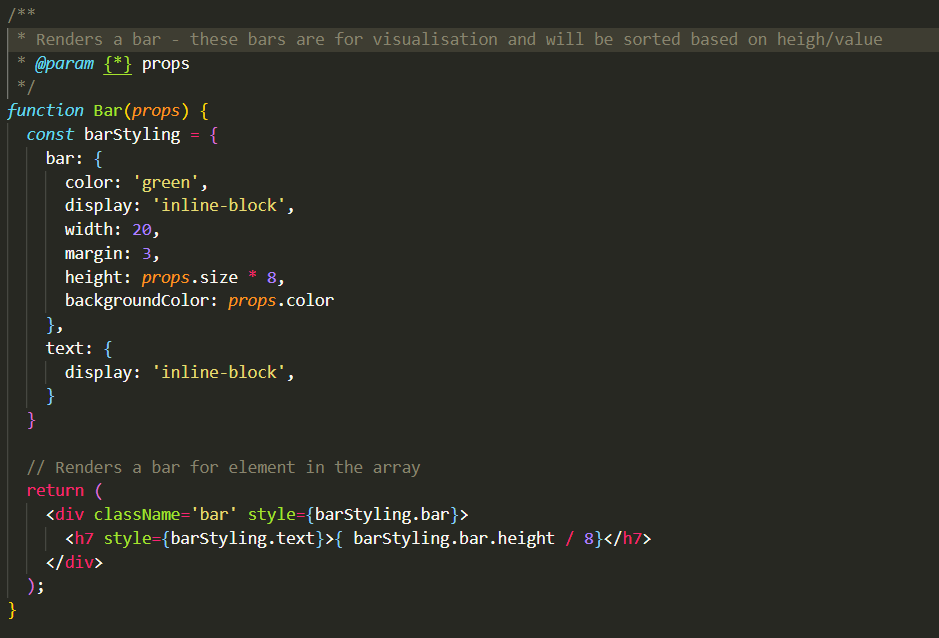 /**
 * Renders a bar - these bars are for visualisation and will be sorted based on heigh/value
 * @param {*} props
 */
function Bar(props) {
  const barStyling = {
    bar: {
      color: 'green',
      display: 'inline-block',
      width: 20,
      margin: 3,
      height: props.size * 8,
      backgroundColor: props.color
    },
    text: {
      display: 'inline-block',
    }
  }

  // Renders a bar for element in the array
  return (
    <div className='bar' style={barStyling.bar}>
      <h7 style={barStyling.text}>{ barStyling.bar.height / 8}</h7>
    </div>
  );
}